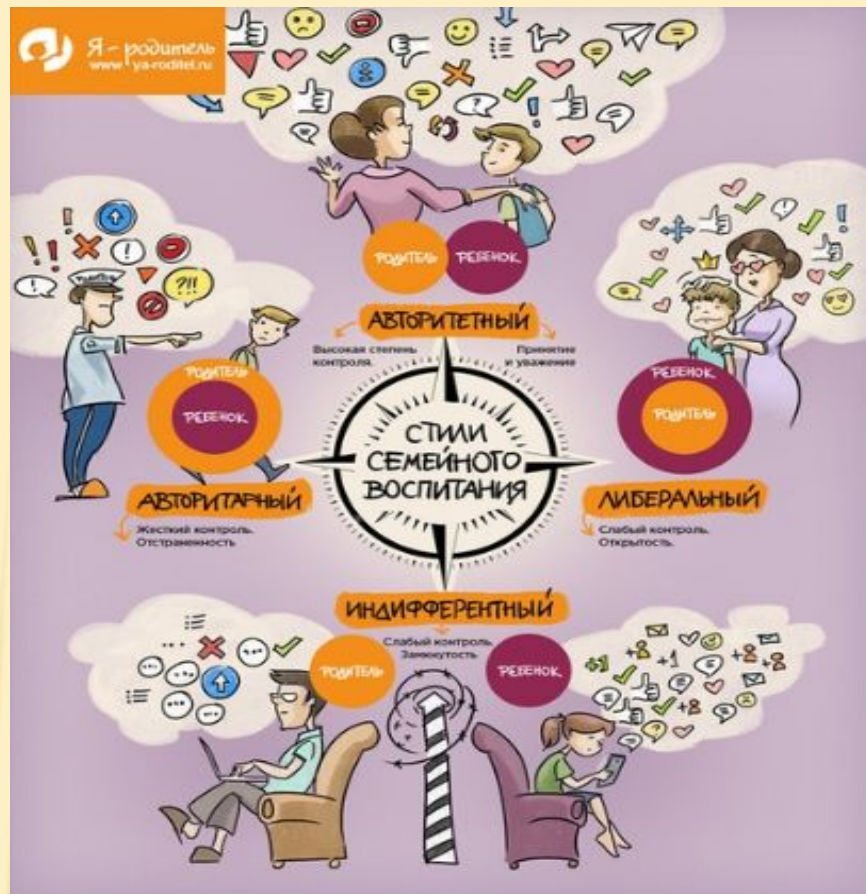 Я - родитель
www ya-roditel.ru
РОДИТЕЛЬ
РЕБЕНОК
АВТОРИТЕТНЫЙ
Высокая степень
контроля.
Принятие
и уважение
РОДИТЕЛЬ
РЕБЕНОК
АВТОРИТАРНЫЙ
Жесткий контроль.
Отстраненность
СТИЛИ
СЕМЕЙНОГО
ВОСПИТАНИЯ
РЕБЕНОК
РОДИТЕЛЬ
ЛИБЕРАЛЬНЫЙ
Слабый контроль.
Открытость.
ИНДИФФЕРЕНТНЫЙ
Слабый контроль.
Замкнутость
РОДИТЕЛЬ
РЕБЕНОК